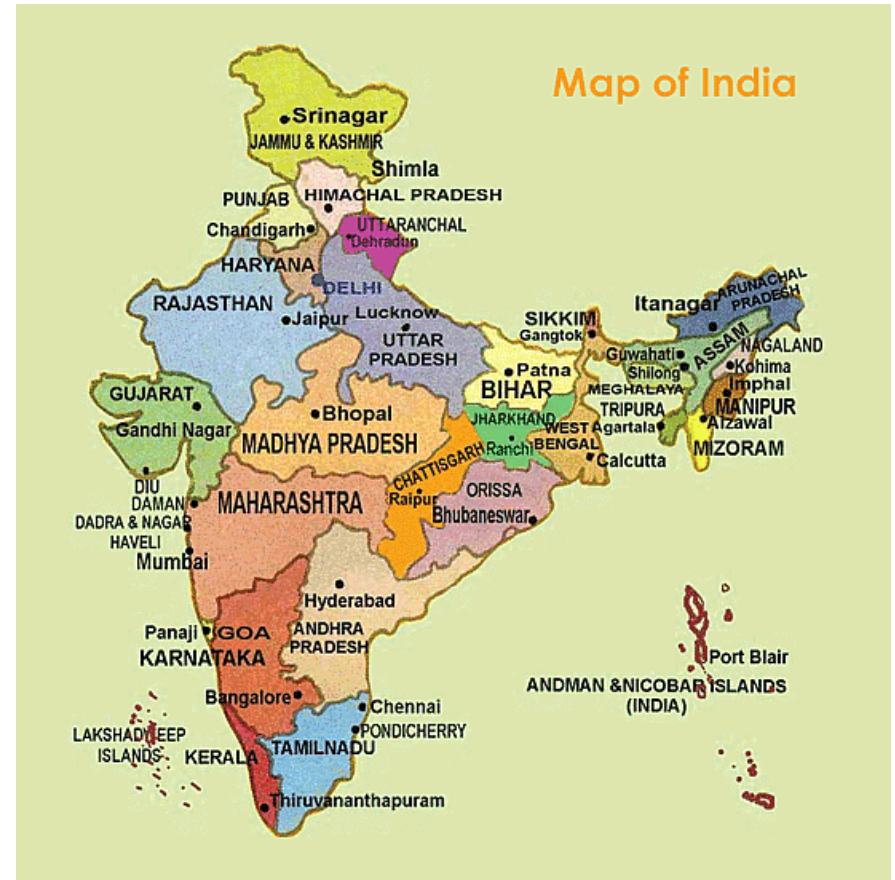 Map of India
Srinagar
JAMMU & KASHMIR
Shimla
HIMACHAL PRADESH
PUNJAB
Chandigarh
UTTARANCHAL
Dehradun
HARYANA
DELHI
RAJASTHAN
Jaipur
Lucknow
UTTAR
PRADESH
SIKKIM
Gangtok
Itanagar
ARUNACHAL
PRADESH
ASSAM
Guwahati
Shilong
MEGHALAYA
NAGALAND
Kohima
Imphal
MANIPUR
TRIPURA
Agartala
Aizawal
MIZORAM
Patna
BIHAR
GUJARAT
Gandhi Nagar
Bhopal
MADHYA PRADESH
JHARKHAND
Ranchi
WEST
BENGAL
Calcutta
CHATTISGARH
Raipur
ORISSA
Bhubaneswar
DIU
DAMAN
DADRA & NAGAR
HAVELI
Mumbai
MAHARASHTRA
Hyderabad
ANDHRA
PRADESH
Panaji
GOA
KARNATAKA
Bangalore
Chennai
PONDICHERRY
TAMILNADU
KERALA
Thiruvananthapuram
LAKSHADWEEP
ISLANDS
Port Blair
ANDMAN &NICOBAR ISLANDS
(INDIA)